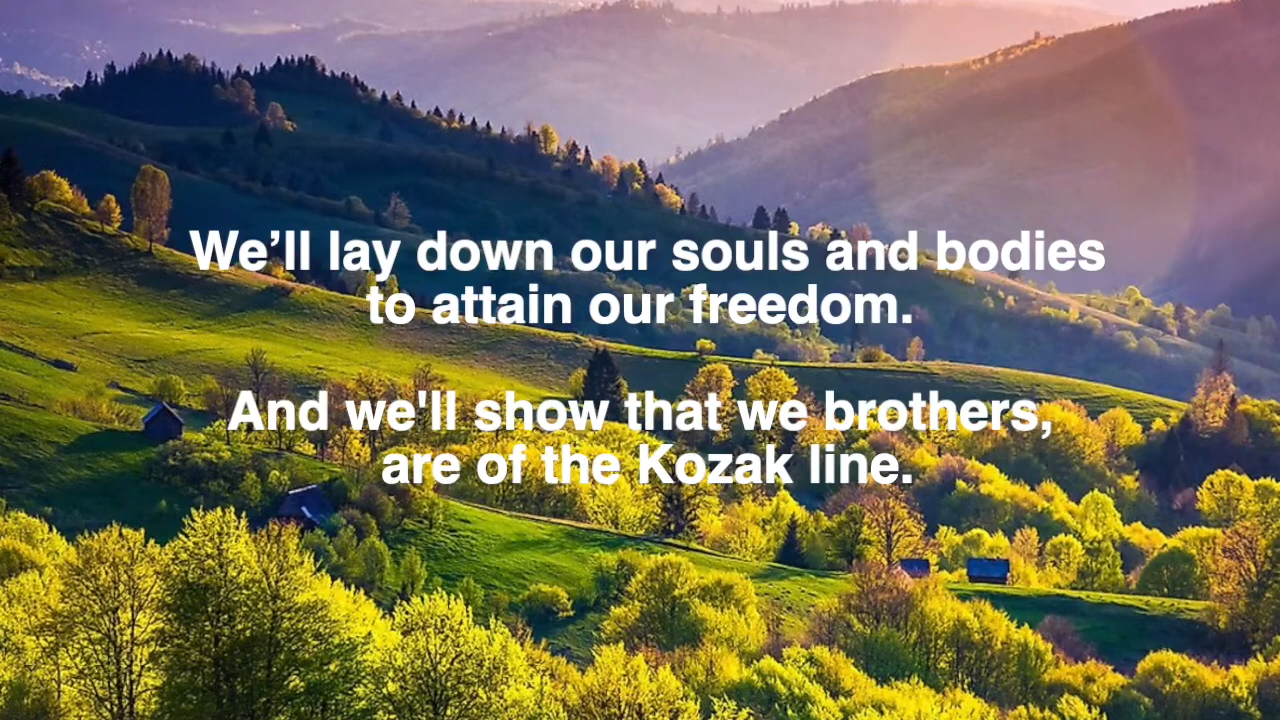 We’ll lay down our souls and bodies
to attain our freedom.
And we'll show that we brothers,
are of the Kozak line.